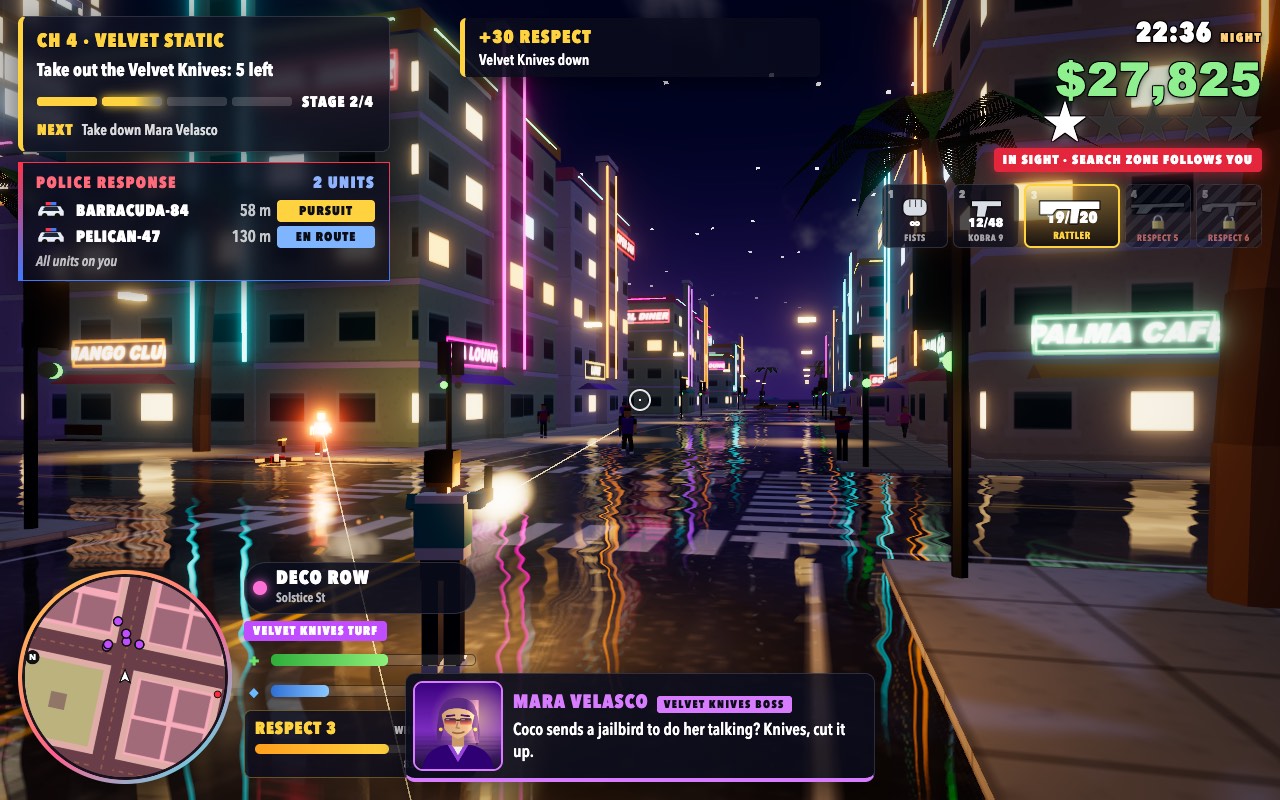 CH 4 · VELVET STATIC
Take out the Velvet Knives: 5 left
STAGE 2/4
NEXT Take down Mara Velasco
POLICE RESPONSE 2 UNITS
BARRACUDA-84 58 m PURSUIT
PELICAN-47 130 m EN ROUTE
All units on you
+30 RESPECT
Velvet Knives down
22:36 NIGHT
$27,825
IN SIGHT · SEARCH ZONE FOLLOWS YOU
1 ∞ FISTS
2 12/48 KOBRA 9
3 19/120 RATTLER
4 RESPECT 5
5 RESPECT 6
MANGO CLU
LOUNG
DINER
PALMA CAF
DECO ROW
Solstice St
VELVET KNIVES TURF
N
RESPECT 3
MARA VELASCO VELVET KNIVES BOSS
Coco sends a jailbird to do her talking? Knives, cut it
up.